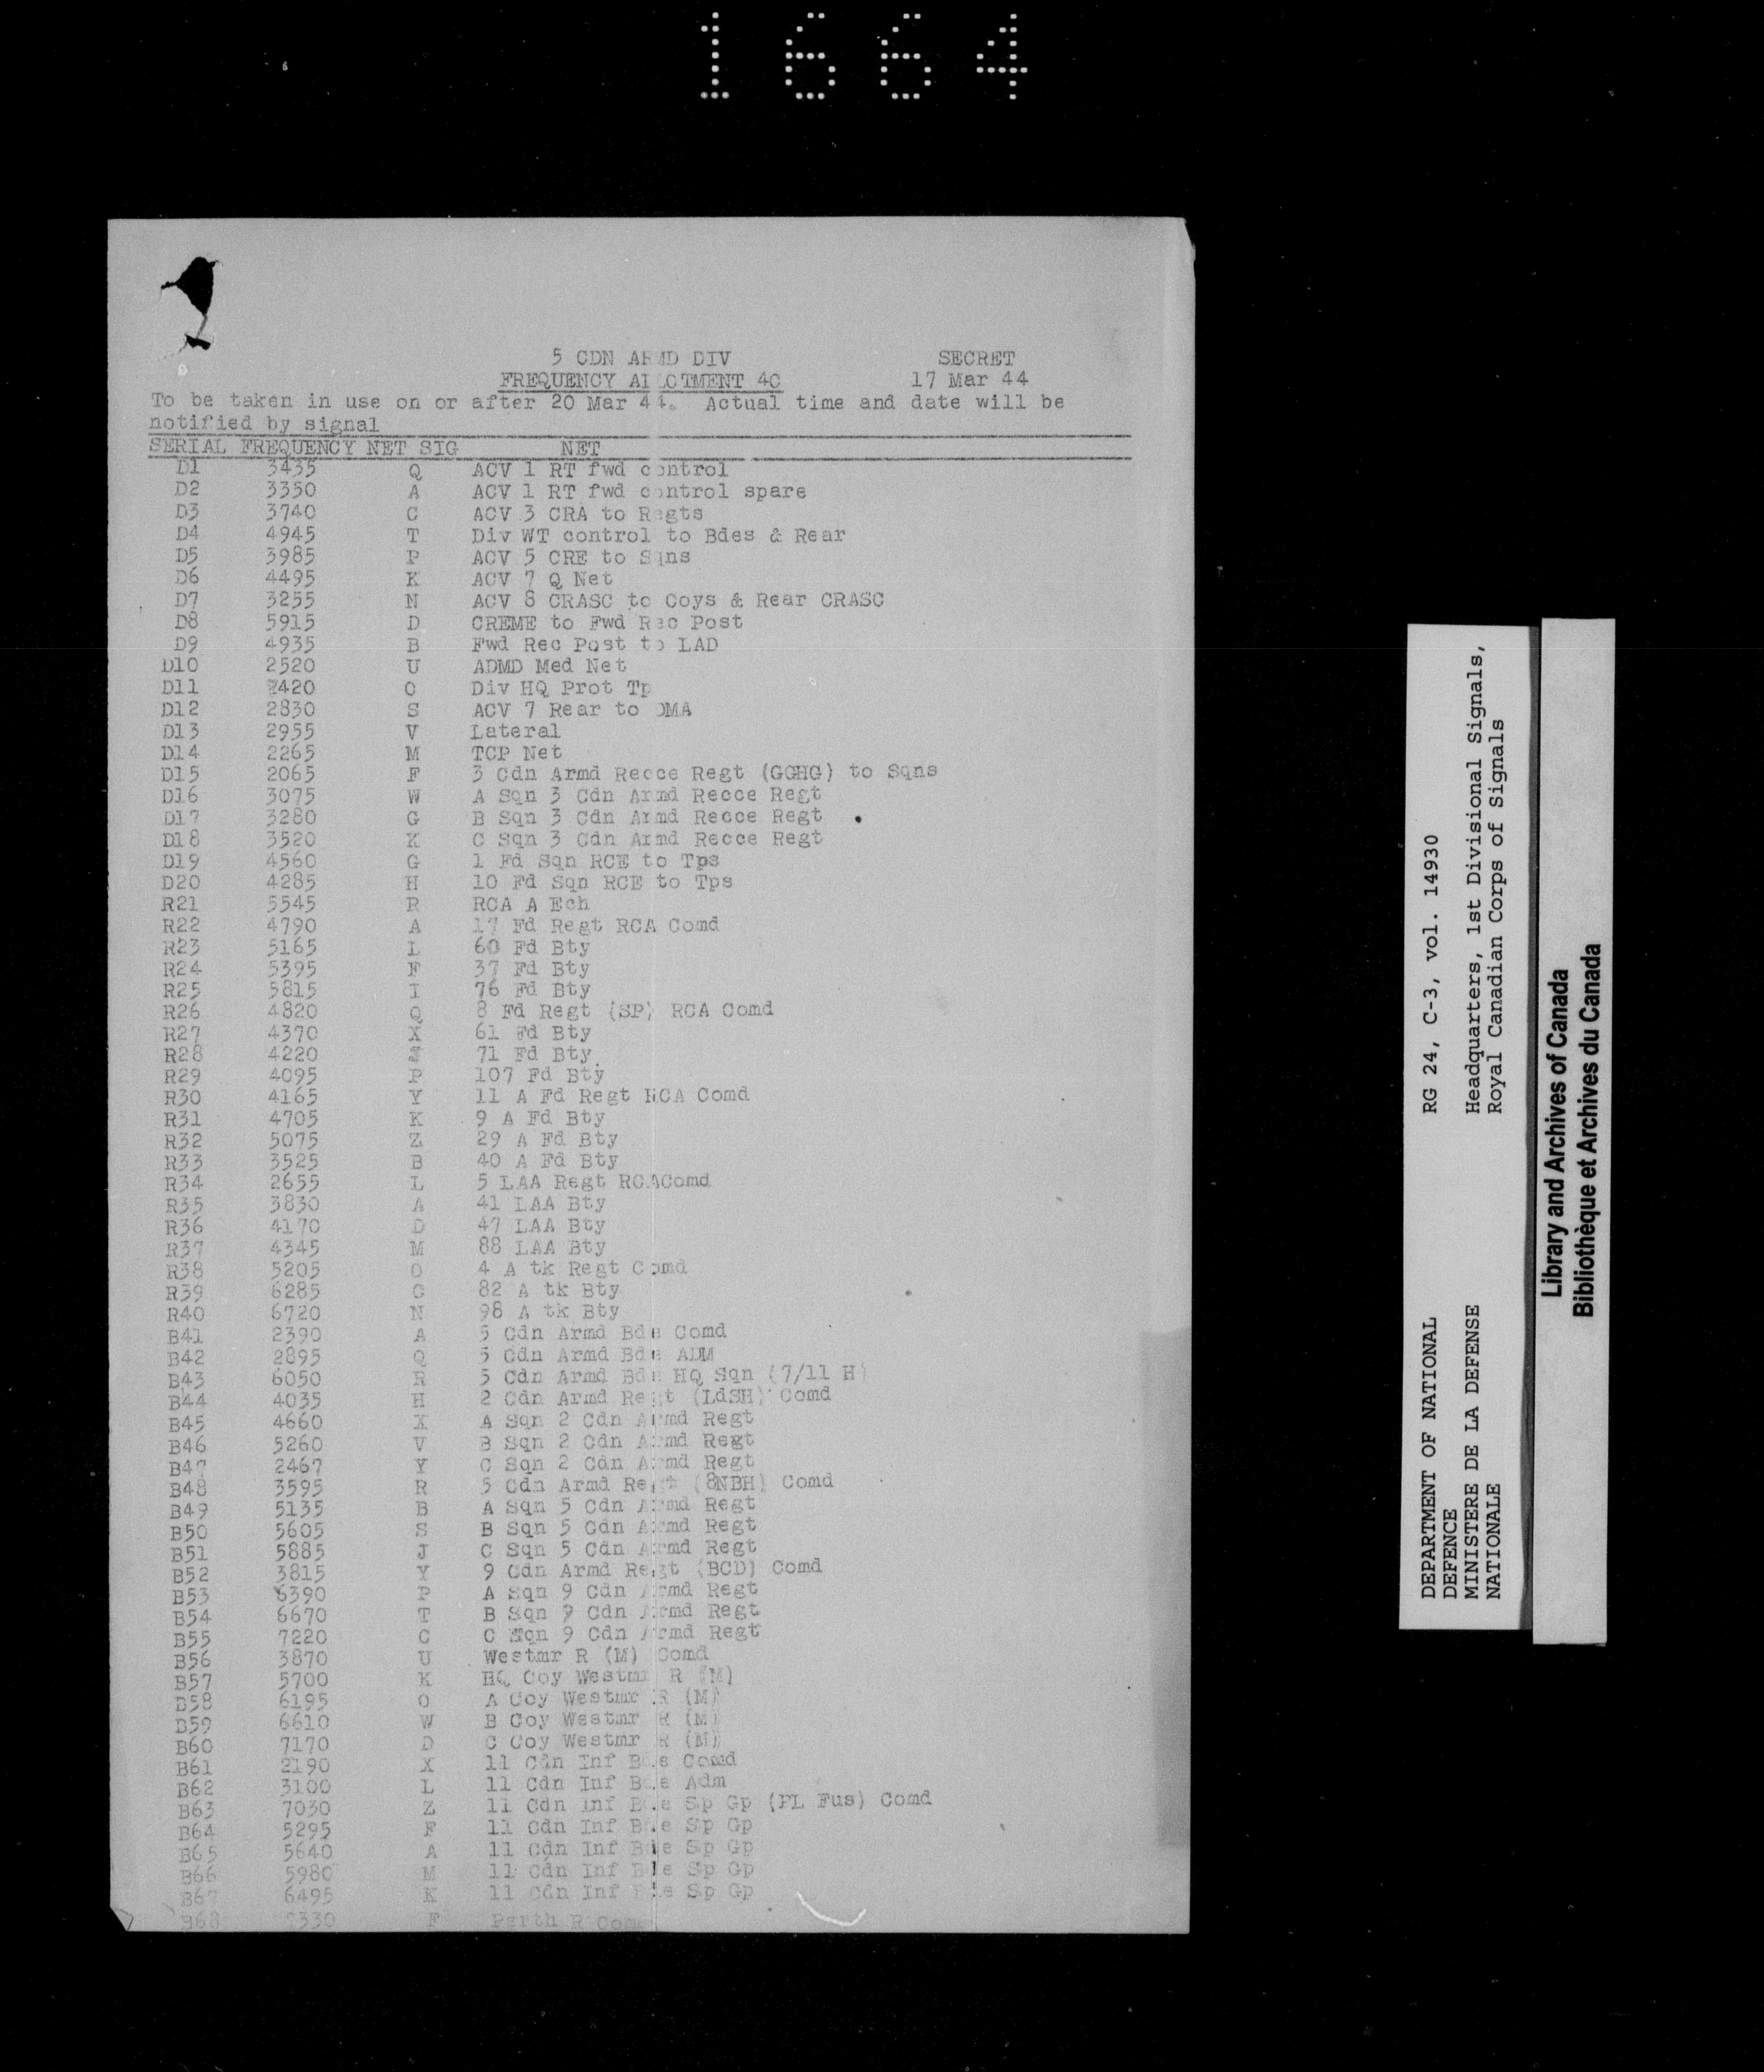 1664
5 CDN ARMD DIV SECRET
FREQUENCY ALLOTMENT 4C 17 Mar 44
To be taken in use on or after 20 Mar 44. Actual time and date will be
notified by signal
SERIAL FREQUENCY NET SIG NET
D1 3435 Q ACV 1 RT fwd control
D2 3350 A ACV 1 RT fwd control spare
D3 3740 C ACV 3 CRA to Regts
D4 4945 T Div WT control to Bdes & Rear
D5 3985 P ACV 5 CRE to Sqns
D6 4495 K ACV 7 Q Net
D7 3255 N ACV 8 CRASC to Coys & Rear CRASC
D8 5915 D CREME to Fwd Rec Post
D9 4935 B Fwd Rec Post to LAD
D10 2520 U ADMD Med Net
D11 2420 O Div HQ Prot Tp
D12 2830 S ACV 7 Rear to DMA
D13 2955 V Lateral
D14 2265 M TCP Net
D15 2065 F 3 Cdn Armd Recce Regt (GGHG) to Sqns
D16 3075 W A Sqn 3 Cdn Armd Recce Regt
D17 3280 G B Sqn 3 Cdn Armd Recce Regt
D18 3520 K C Sqn 3 Cdn Armd Recce Regt
D19 4560 G 1 Fd Sqn RCE to Tps
D20 4285 H 10 Fd Sqn RCE to Tps
R21 5545 R RCA A Ech
R22 4790 A 17 Fd Regt RCA Comd
R23 5165 L 60 Fd Bty
R24 5395 F 37 Fd Bty
R25 5815 I 76 Fd Bty
R26 4820 Q 8 Fd Regt (SP) RCA Comd
R27 4370 X 61 Fd Bty
R28 4220 71 Fd Bty
R29 4095 P 107 Fd Bty
R30 4165 Y 11 A Fd Regt RCA Comd
R31 4705 K 9 A Fd Bty
R32 5075 Z 29 A Fd Bty
R33 3525 B 40 A Fd Bty
R34 2655 L 5 LAA Regt RCAComd
R35 3830 A 41 LAA Bty
R36 4170 D 47 LAA Bty
R37 4345 M 88 LAA Bty
R38 5205 O 4 A tk Regt Comd
R39 6285 C 82 A tk Bty
R40 6720 N 98 A tk Bty
B41 2390 A 5 Cdn Armd Bde Comd
B42 2895 Q 5 Cdn Armd Bde ADM
B43 6050 R 5 Cdn Armd Bde HQ Sqn (7/11 H)
B44 4035 H 2 Cdn Armd Regt (LdSH) Comd
B45 4660 X A Sqn 2 Cdn Armd Regt
B46 5260 V B Sqn 2 Cdn Armd Regt
B47 2467 Y C Sqn 2 Cdn Armd Regt
B48 3595 R 5 Cdn Armd Regt (8NBH) Comd
B49 5135 B A Sqn 5 Cdn Armd Regt
B50 5605 S B Sqn 5 Cdn Armd Regt
B51 5885 J C Sqn 5 Cdn Armd Regt
B52 3815 Y 9 Cdn Armd Regt (BCD) Comd
B53 6390 P A Sqn 9 Cdn Armd Regt
B54 6670 T B Sqn 9 Cdn Armd Regt
B55 7220 C C Sqn 9 Cdn Armd Regt
B56 3870 U Westmr R (M) Comd
B57 5700 K HQ Coy Westmr R (M)
B58 6195 O A Coy Westmr R (M)
B59 6610 W B Coy Westmr R (M)
B60 7170 D C Coy Westmr R (M)
B61 2190 X 11 Cdn Inf Bde Comd
B62 3100 L 11 Cdn Inf Bde Adm
B63 7030 Z 11 Cdn Inf Bde Sp Gp (PL Fus) Comd
B64 5295 F 11 Cdn Inf Bde Sp Gp
B65 5640 A 11 Cdn Inf Bde Sp Gp
B66 5980 M 11 Cdn Inf Bde Sp Gp
B67 6495 K 11 Cdn Inf Bde Sp Gp
B68 F Perth R Comd
DEPARTMENT OF NATIONAL RG 24, C-3, vol. 14930
DEFENCE
MINISTERE DE LA DEFENSE Headquarters, 1st Divisional Signals,
NATIONALE Royal Canadian Corps of Signals
Library and Archives of Canada
Bibliothèque et Archives du Canada